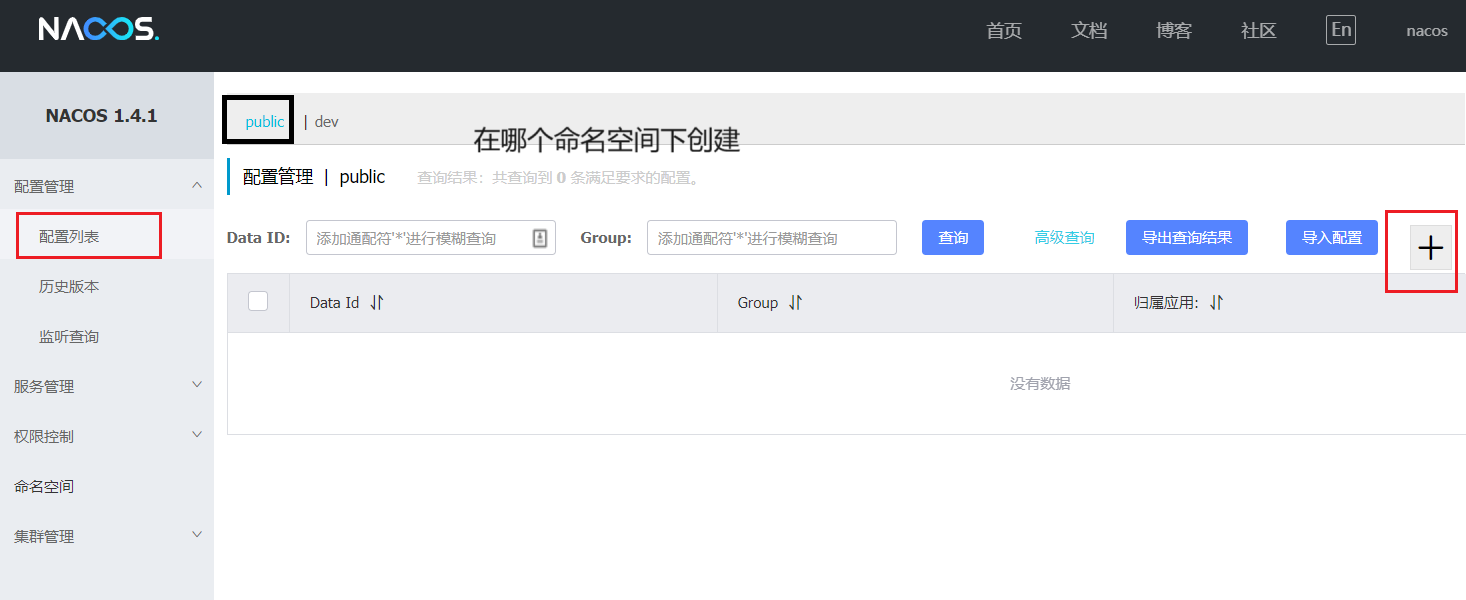 NACOS.
首页 文档 博客 社区 En nacos
NACOS 1.4.1
public | dev
在哪个命名空间下创建
配置管理 | public 查询结果：共查询到 0 条满足要求的配置。
配置管理
配置列表
历史版本
监听查询
服务管理
权限控制
命名空间
集群管理
Data ID: 添加通配符'*'进行模糊查询 Group: 添加通配符'*'进行模糊查询 查询 高级查询 导出查询结果 导入配置 +
Data Id Group 归属应用:
没有数据